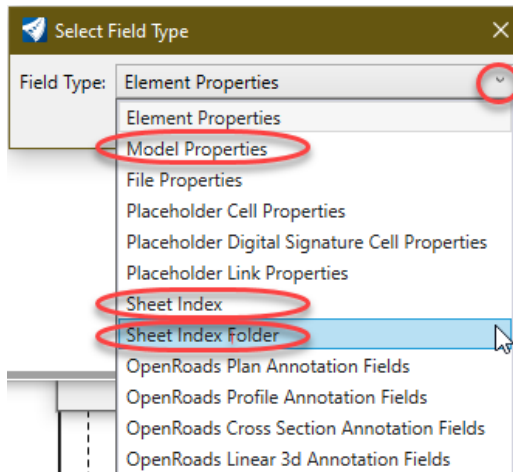 Select Field Type
Field Type: Element Properties
Element Properties
Model Properties
File Properties
Placeholder Cell Properties
Placeholder Digital Signature Cell Properties
Placeholder Link Properties
Sheet Index
Sheet Index Folder
OpenRoads Plan Annotation Fields
OpenRoads Profile Annotation Fields
OpenRoads Cross Section Annotation Fields
OpenRoads Linear 3d Annotation Fields